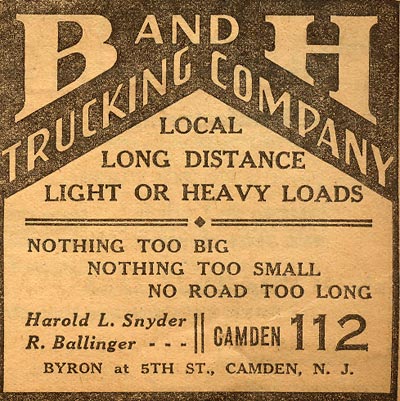 B AND H
TRUCKING COMPANY
LOCAL
LONG DISTANCE
LIGHT OR HEAVY LOADS
NOTHING TOO BIG
NOTHING TOO SMALL
NO ROAD TOO LONG
Harold L. Snyder
R. Ballinger - - -
CAMDEN 112
BYRON at 5TH ST., CAMDEN, N. J.